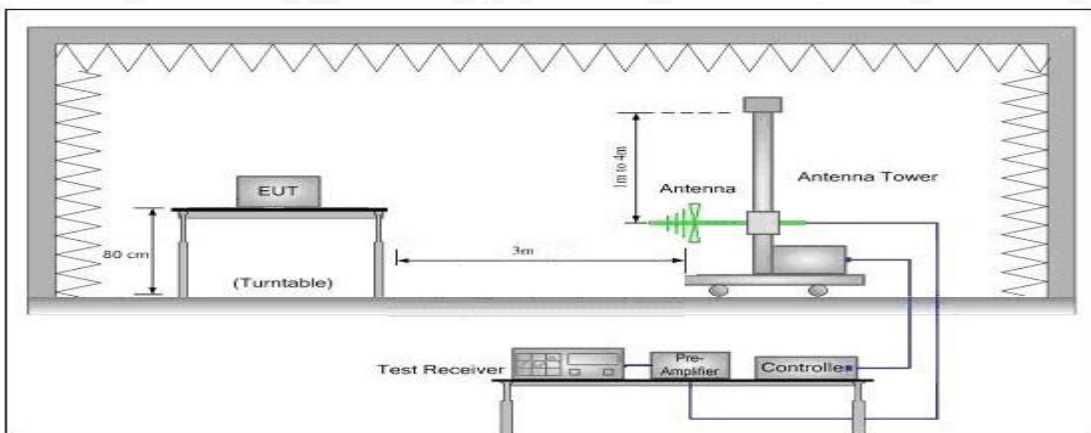 EUT
1m to 4m
Antenna
Antenna Tower
80 cm
3m
(Turntable)
Test Receiver
Pre-
Amplifier
Controller